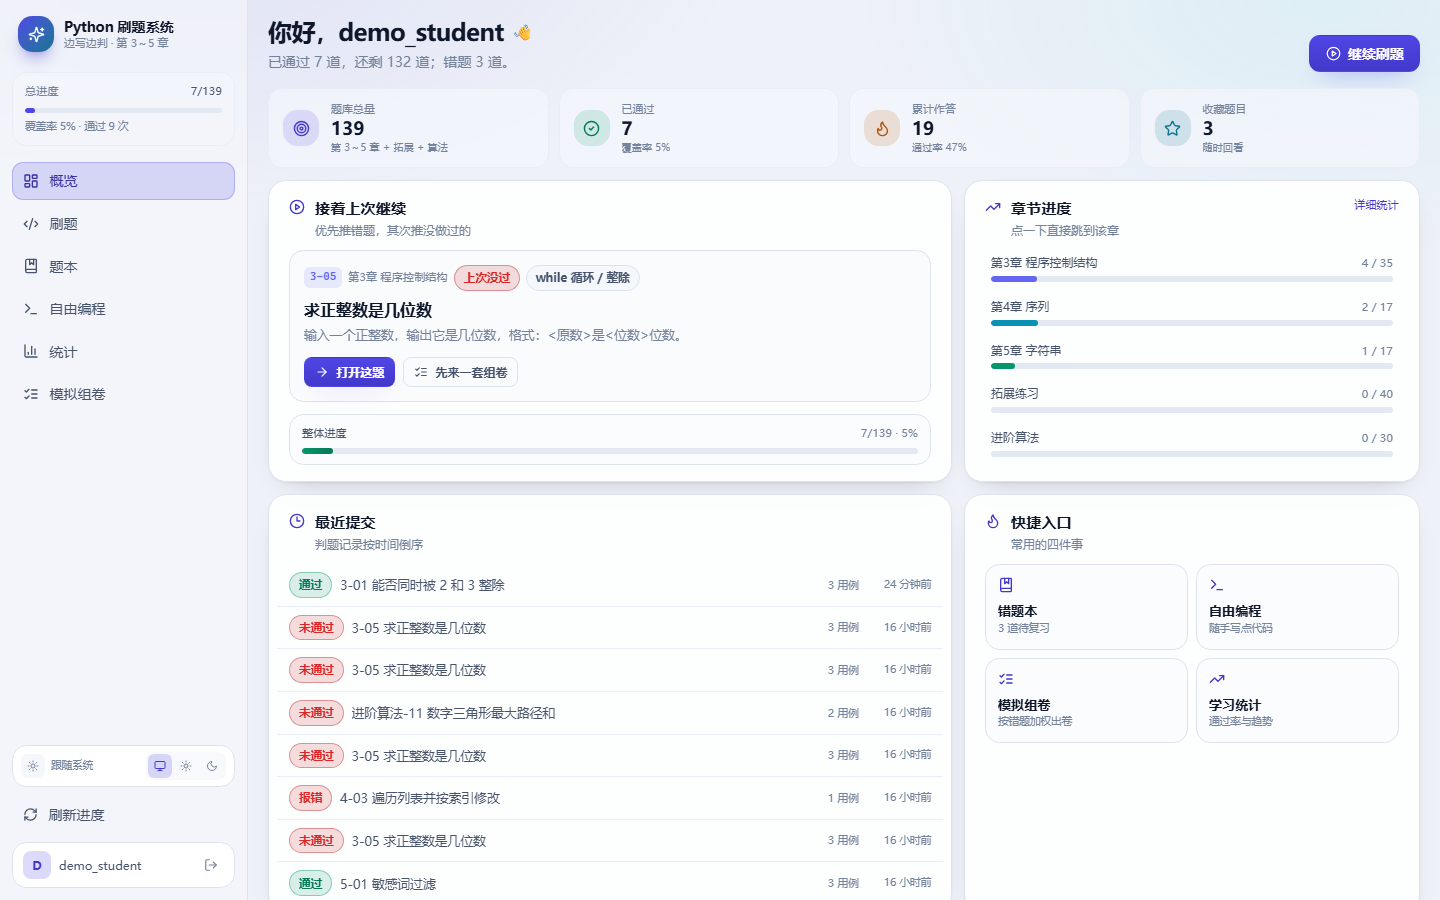 Python 刷题系统
边写边判 · 第 3～5 章
总进度
7/139
覆盖率 5% · 通过 9 次
概览
刷题
题本
自由编程
统计
模拟组卷
跟随系统
刷新进度
D
demo_student
你好，demo_student 👋
已通过 7 道，还剩 132 道；错题 3 道。
继续刷题
题库总量
139
第 3～5 章 + 拓展 + 算法
已通过
7
覆盖率 5%
累计作答
19
通过率 47%
收藏题目
3
随时回看
接着上次继续
优先推错题，其次推没做过的
3-05 第3章 程序控制结构 上次没过 while 循环 / 整除
求正整数是几位数
输入一个正整数，输出它是几位数，格式：<原数>是<位数>位数。
打开这题
先来一套组卷
整体进度
7/139 · 5%
章节进度
详细统计
点一下直接跳到该章
第3章 程序控制结构 4 / 35
第4章 序列 2 / 17
第5章 字符串 1 / 17
拓展练习 0 / 40
进阶算法 0 / 30
最近提交
判题记录按时间倒序
通过 3-01 能否同时被 2 和 3 整除 3 用例 24 分钟前
未通过 3-05 求正整数是几位数 3 用例 16 小时前
未通过 3-05 求正整数是几位数 3 用例 16 小时前
未通过 进阶算法-11 数字三角形最大路径和 2 用例 16 小时前
未通过 3-05 求正整数是几位数 3 用例 16 小时前
报错 4-03 遍历列表并按索引修改 1 用例 16 小时前
未通过 3-05 求正整数是几位数 3 用例 16 小时前
通过 5-01 敏感词过滤 3 用例 16 小时前
快捷入口
常用的四件事
错题本
3 道待复习
自由编程
随手写点代码
模拟组卷
按错题加权出卷
学习统计
通过率与趋势